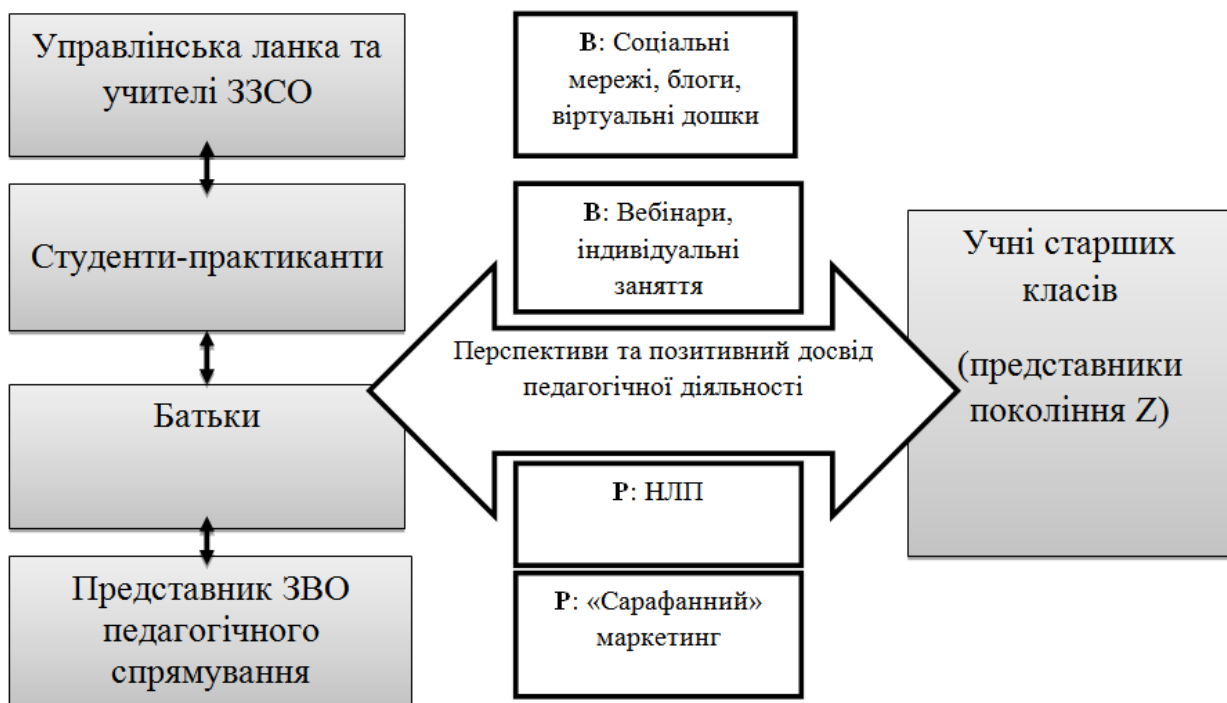 Управлінська ланка та
учителі ЗЗСО
Студенти-практиканти
Батьки
Представник ЗВО
педагогічного
спрямування
В: Соціальні
мережі, блоги,
віртуальні дошки
В: Вебінари,
індивідуальні
заняття
Перспективи та позитивний досвід
педагогічної діяльності
Р: НЛП
Р: «Сарафанний»
маркетинг
Учні старших
класів
(представники
покоління Z)